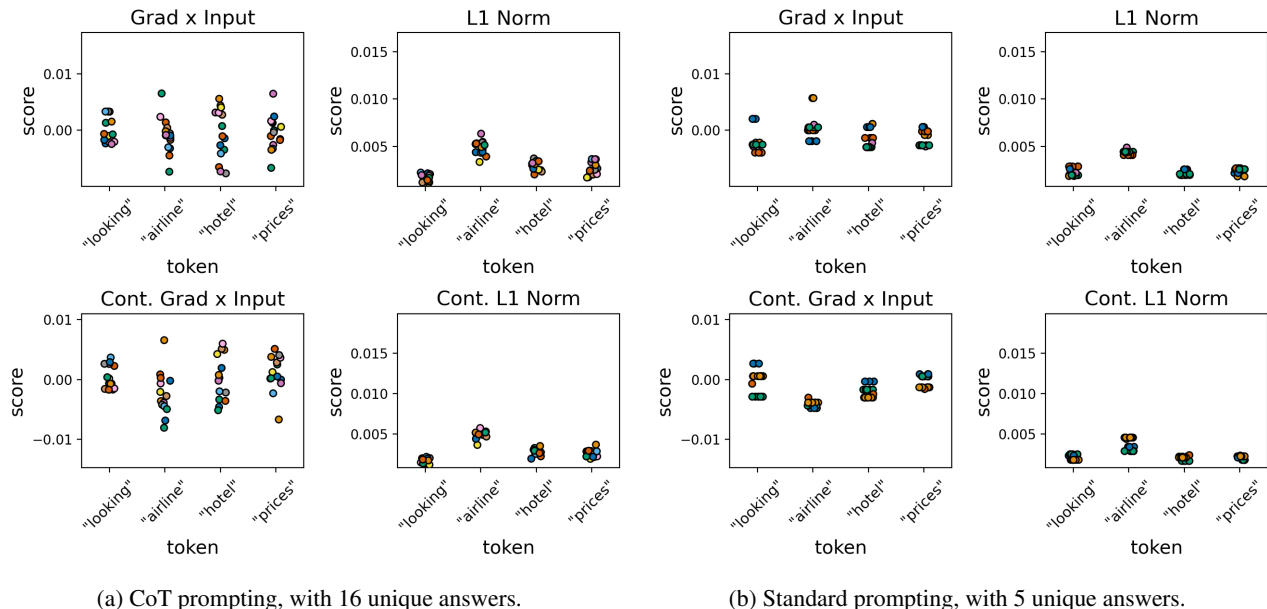 Grad x Input
L1 Norm
Grad x Input
L1 Norm
score
0.01
0.00
score
0.015
0.010
0.005
score
0.01
0.00
score
0.015
0.010
0.005
"looking" "airline" "hotel" "prices"
"looking" "airline" "hotel" "prices"
"looking" "airline" "hotel" "prices"
"looking" "airline" "hotel" "prices"
token
token
token
token
Cont. Grad x Input
Cont. L1 Norm
Cont. Grad x Input
Cont. L1 Norm
score
0.01
0.00
−0.01
score
0.015
0.010
0.005
score
0.01
0.00
−0.01
score
0.015
0.010
0.005
"looking" "airline" "hotel" "prices"
"looking" "airline" "hotel" "prices"
"looking" "airline" "hotel" "prices"
"looking" "airline" "hotel" "prices"
token
token
token
token
(a) CoT prompting, with 16 unique answers.
(b) Standard prompting, with 5 unique answers.